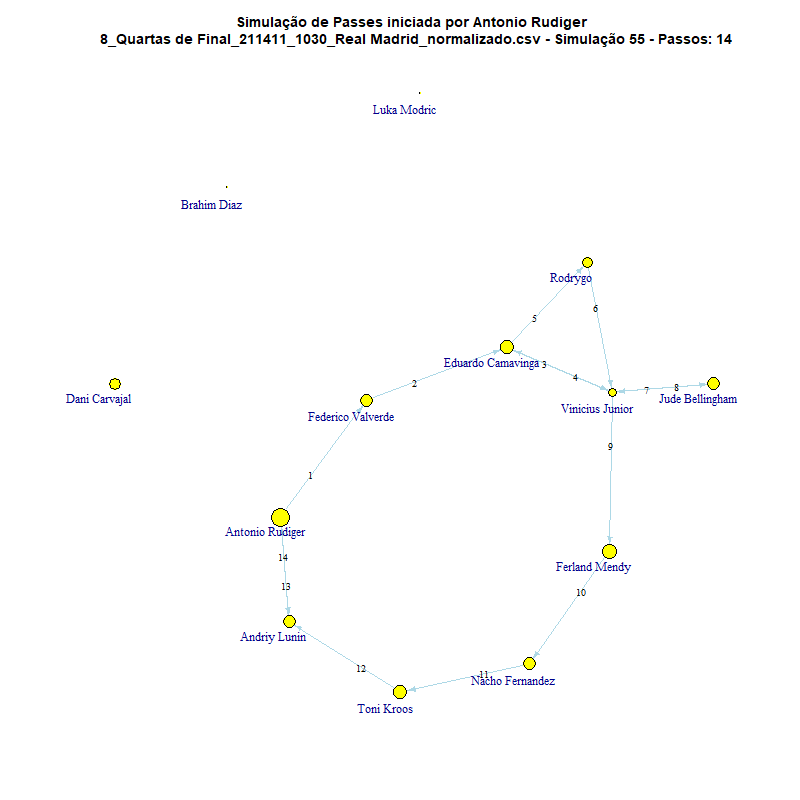 Simulação de Passes iniciada por Antonio Rudiger
8_Quartas de Final_211411_1030_Real Madrid_normalizado.csv - Simulação 55 - Passos: 14
Luka Modric
Brahim Diaz
Rodrygo
6
5
Eduardo Camavinga
3
4
2
7
8
Dani Carvajal
Jude Bellingham
Vinicius Junior
Federico Valverde
9
1
Antonio Rudiger
14
Ferland Mendy
13
10
Andriy Lunin
12
11
Nacho Fernandez
Toni Kroos